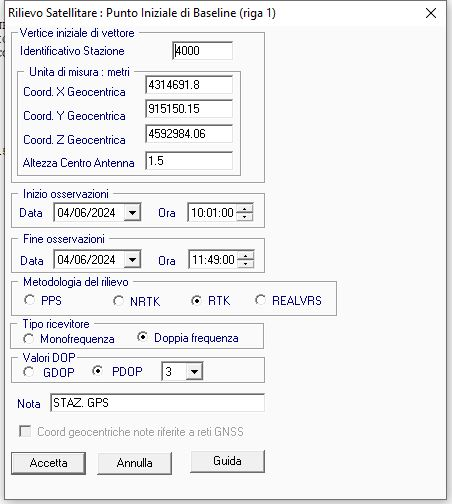 Rilievo Satellitare : Punto Iniziale di Baseline (riga 1)
Vertice iniziale di vettore
Identificativo Stazione 4000
Unita di misura : metri
Coord. X Geocentrica 4314691.8
Coord. Y Geocentrica 915150.15
Coord. Z Geocentrica 4592984.06
Altezza Centro Antenna 1.5
Inizio osservazioni
Data 04/06/2024 Ora 10:01:00
Fine osservazioni
Data 04/06/2024 Ora 11:49:00
Metodologia del rilievo
PPS NRTK RTK REALVRS
Tipo ricevitore
Monofrequenza Doppia frequenza
Valori DOP
GDOP PDOP 3
Nota STAZ. GPS
Coord geocentriche note riferite a reti GNSS
Accetta Annulla Guida